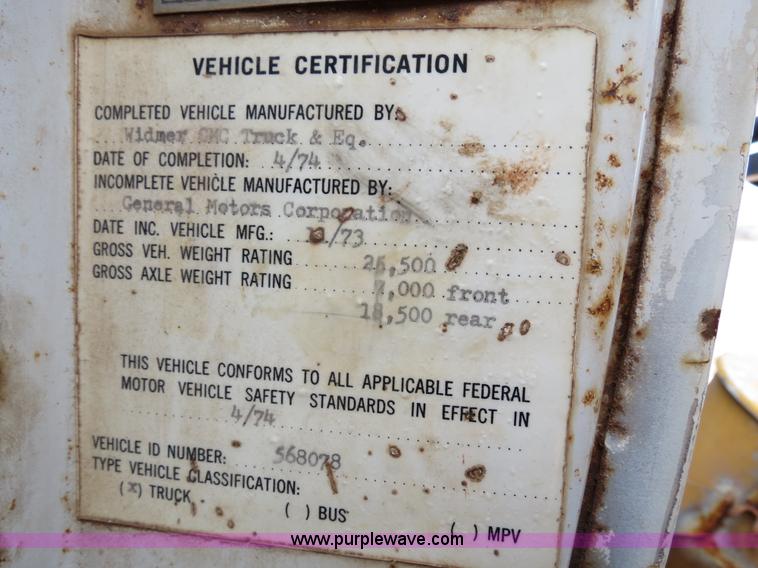 VEHICLE CERTIFICATION
COMPLETED VEHICLE MANUFACTURED BY:
Widmer GMC Truck & Eq.
DATE OF COMPLETION: 4/74
INCOMPLETE VEHICLE MANUFACTURED BY:
General Motors Corporation
DATE INC. VEHICLE MFG.: 11/73
GROSS VEH. WEIGHT RATING 25,500
GROSS AXLE WEIGHT RATING 7,000 front
18,500 rear
THIS VEHICLE CONFORMS TO ALL APPLICABLE FEDERAL
MOTOR VEHICLE SAFETY STANDARDS IN EFFECT IN
4/74
VEHICLE ID NUMBER: 568078
TYPE VEHICLE CLASSIFICATION:
(x) TRUCK ( ) BUS ( ) MPV
www.purplewave.com